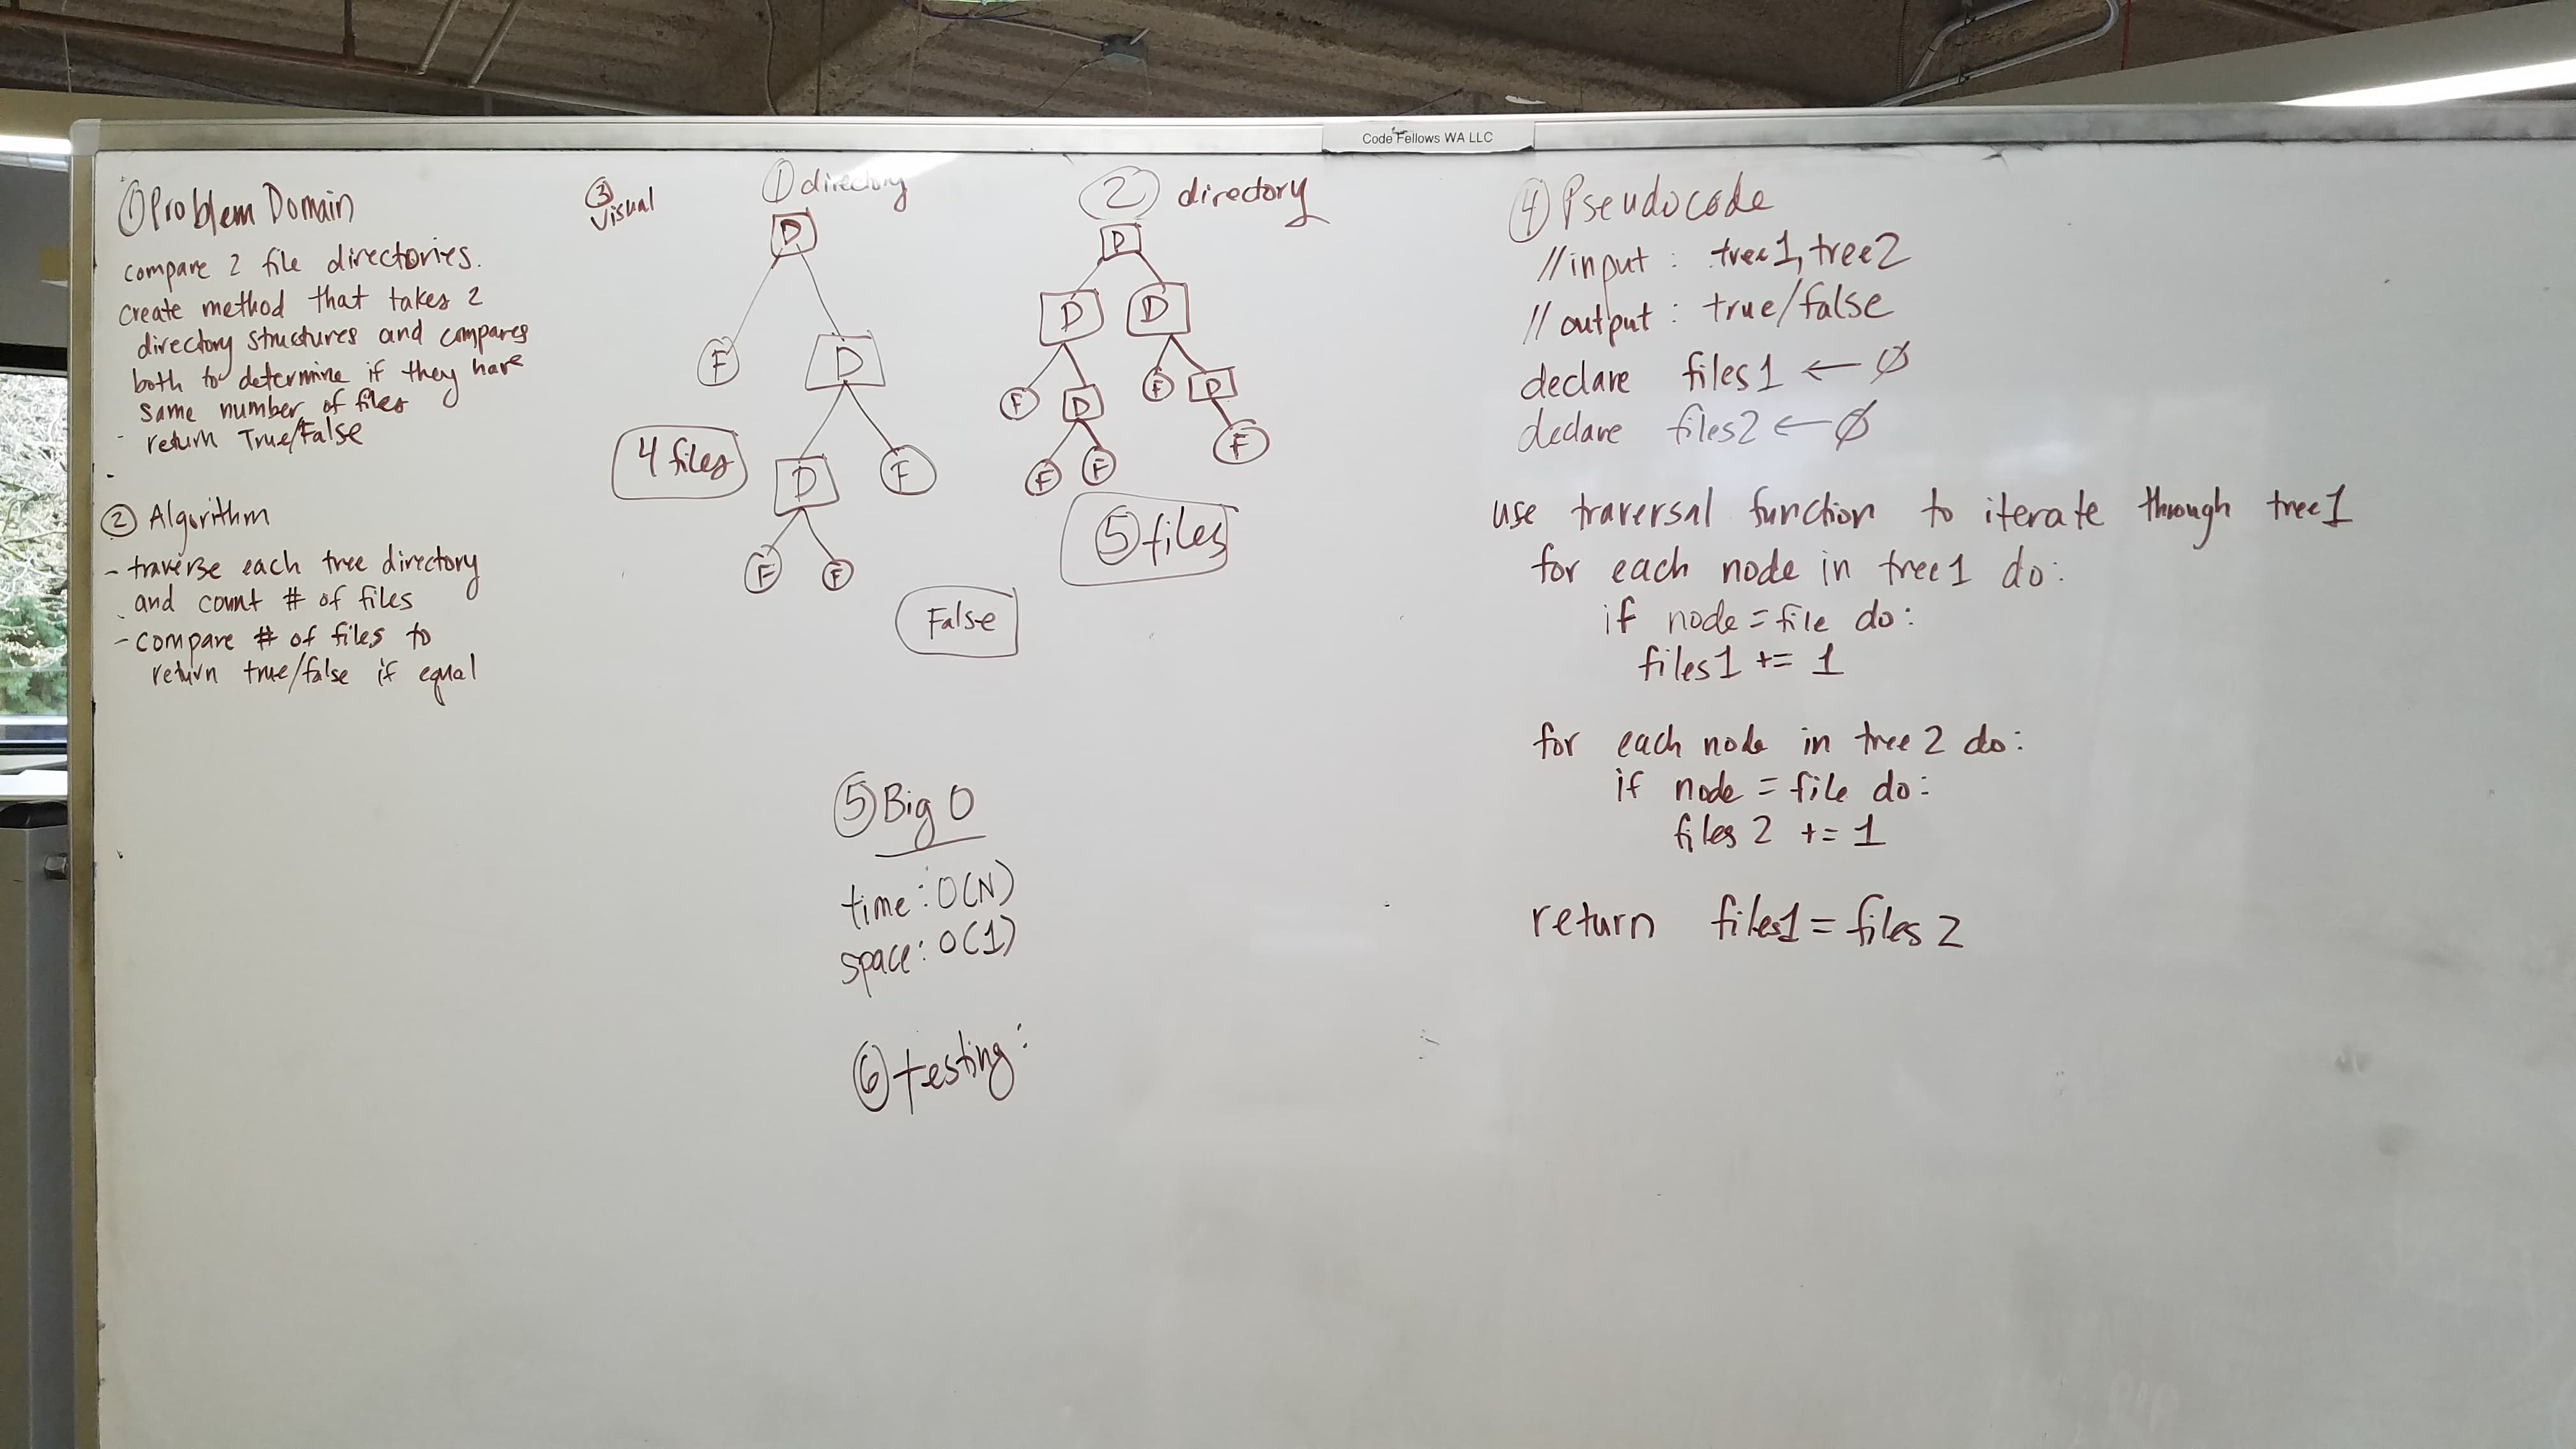 Code Fellows WA LLC
① Problem Domain
compare 2 file directories.
create method that takes 2
directory structures and compares
both to determine if they have
same number of files
- return True/False
② Algorithm
- traverse each tree directory
and count # of files
- compare # of files to
return true/false if equal
③
Visual
① directory
D
F
D
D
F
F
F
4 files
② directory
D
D
D
F
D
F
D
F
F
F
⑤ files
False
⑤ Big O
time: O(N)
space: O(1)
⑥ testing:
④ Pseudocode
// input : tree1, tree2
// output : true/false
declare files1 ← Ø
declare files2 ← Ø
use traversal function to iterate through tree1
for each node in tree1 do:
if node = file do:
files1 += 1
for each node in tree 2 do:
if node = file do:
files 2 += 1
return files1 = files 2